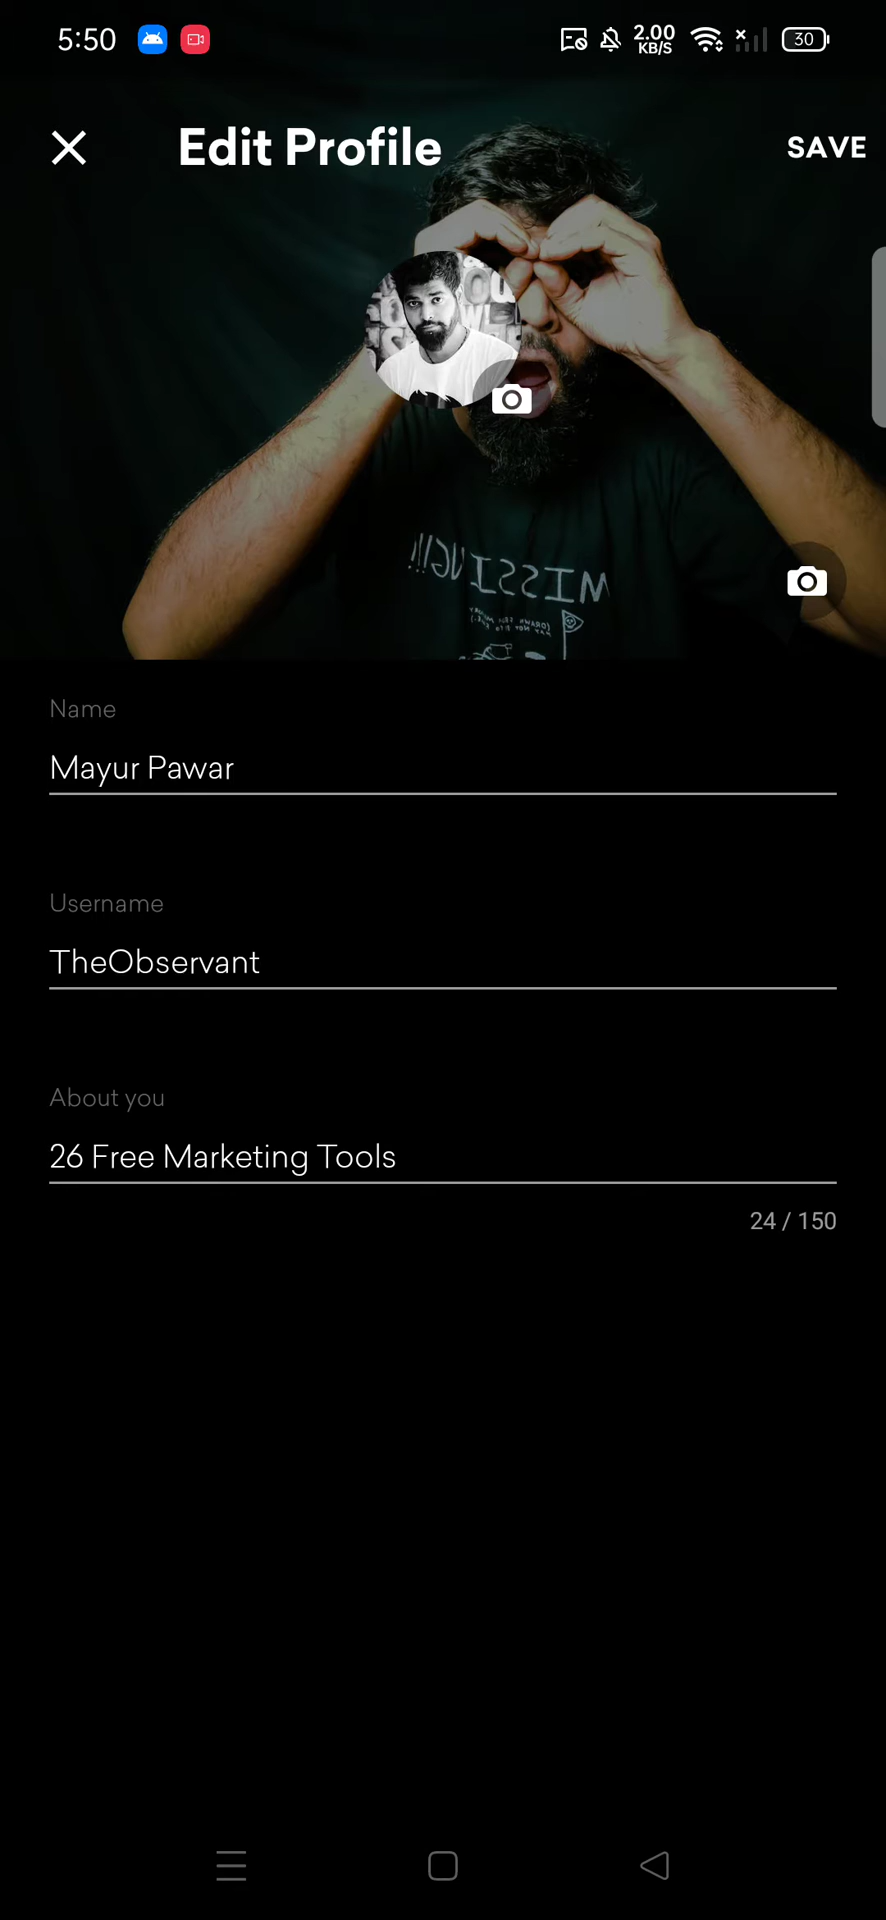 5:50
2.00
KB/S
30
Edit Profile
SAVE
MISSING!!!
Name
Mayur Pawar
Username
TheObservant
About you
26 Free Marketing Tools
24 / 150